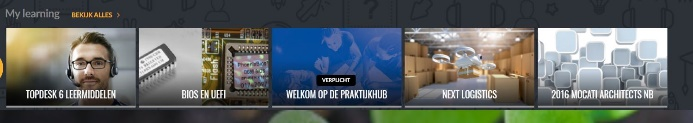 My learning BEKIJK ALLES >
TOPDESK 6 LEERMIDDELEN
BIOS EN UEFI
VERPLICHT
WELKOM OP DE PRAKTIJKHUB
NEXT LOGISTICS
2016 MOCATI ARCHITECTS NB